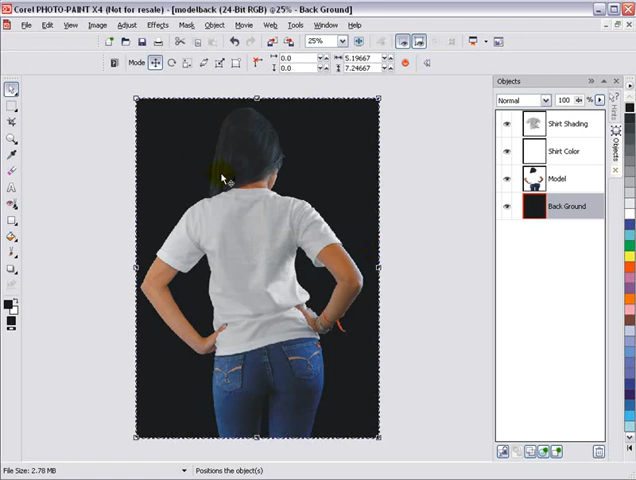 Corel PHOTO-PAINT X4 (Not for resale) - [modelback (24-Bit RGB) @25% - Back Ground]
File Edit View Image Adjust Effects Mask Object Movie Web Tools Window Help
25%
Mode
0.0
0.0
5.19667
7.24667
Objects
Normal
100
%
Shirt Shading
Shirt Color
Model
Back Ground
Hints
Objects
File Size: 2.78 MB
Positions the object(s)